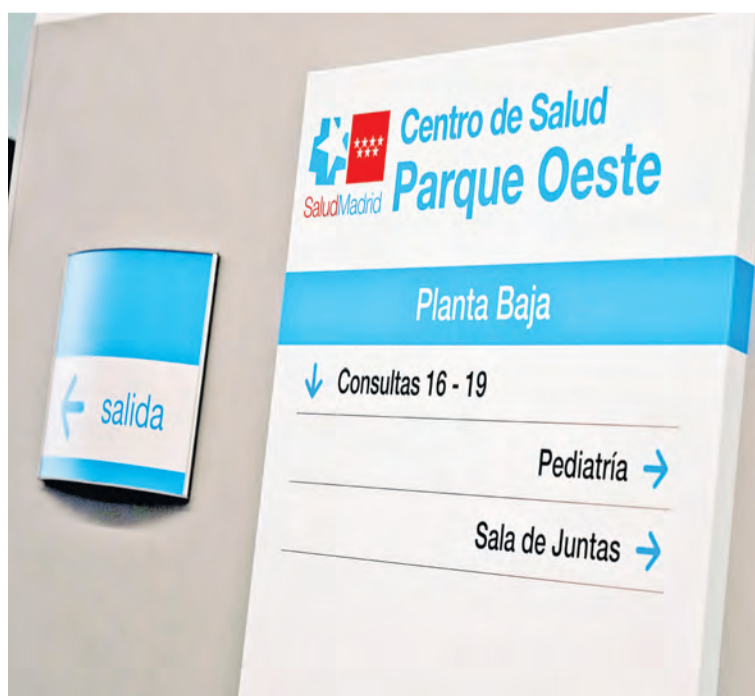 Centro de Salud
Parque Oeste
SaludMadrid
Planta Baja
Consultas 16 - 19
Pediatría
Sala de Juntas
salida